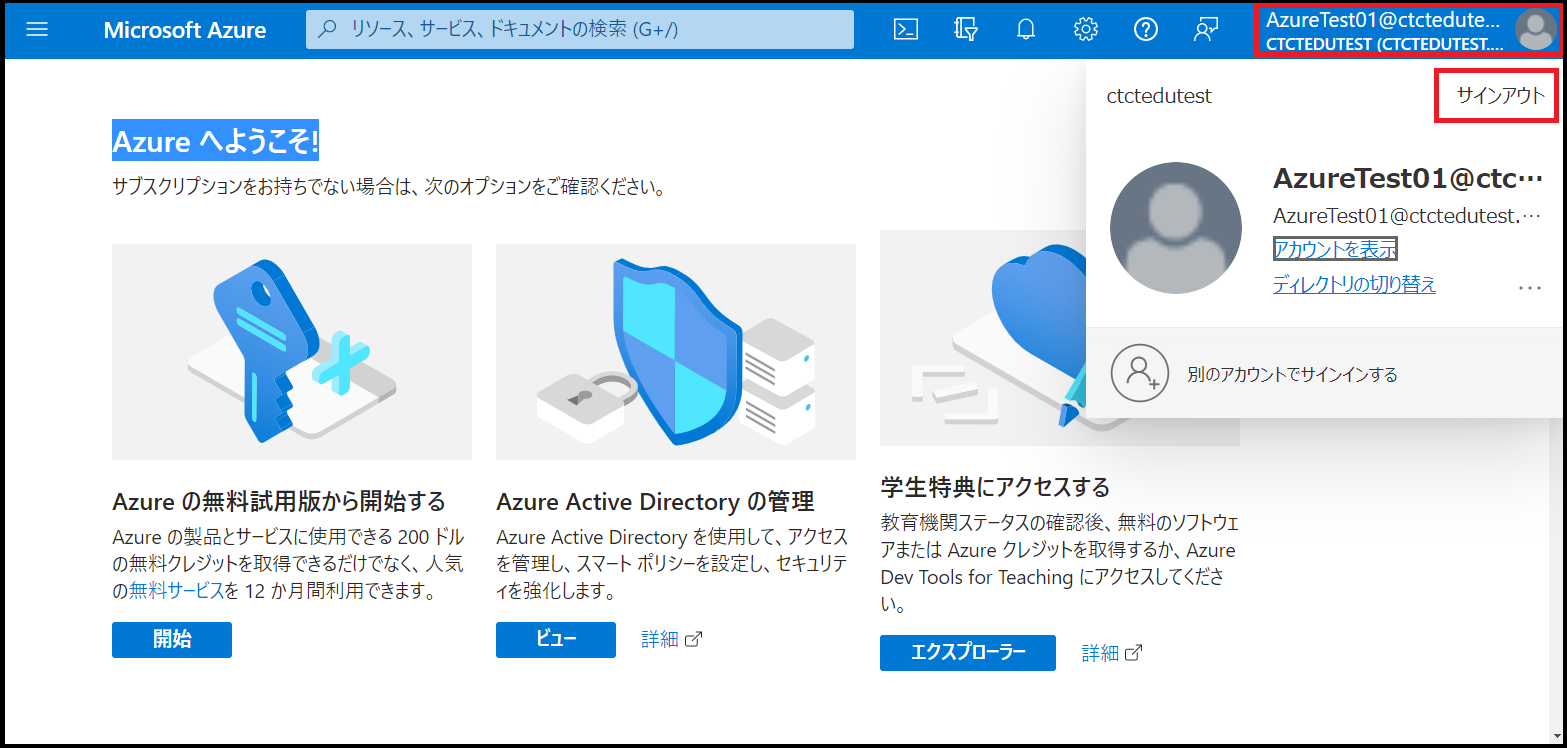 Microsoft Azure
リソース、サービス、ドキュメントの検索 (G+/)
AzureTest01@ctctedute...
CTCTEDUTEST (CTCTEDUTEST....
ctctedutest
サインアウト
AzureTest01@ctc…
AzureTest01@ctctedutest.…
アカウントを表示
ディレクトリの切り替え
...
別のアカウントでサインインする
Azure へようこそ!
サブスクリプションをお持ちでない場合は、次のオプションをご確認ください。
Azure の無料試用版から開始する
Azure の製品とサービスに使用できる 200 ドル
の無料クレジットを取得できるだけでなく、人気
の無料サービスを 12 か月間利用できます。
開始
Azure Active Directory の管理
Azure Active Directory を使用して、アクセス
を管理し、スマート ポリシーを設定し、セキュリテ
ィを強化します。
ビュー
詳細
学生特典にアクセスする
教育機関ステータスの確認後、無料のソフトウェ
アまたは Azure クレジットを取得するか、Azure
Dev Tools for Teaching にアクセスしてくださ
い。
エクスプローラー
詳細